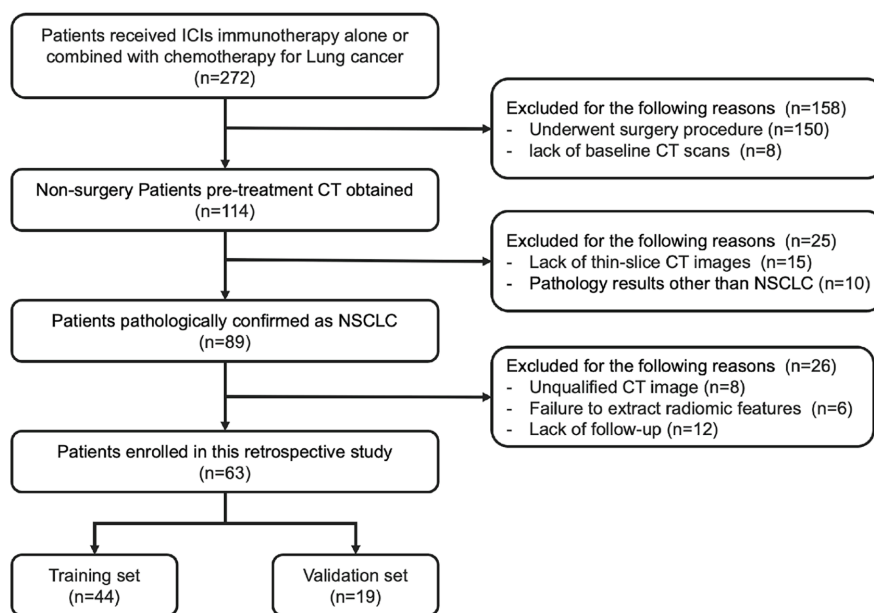 Patients received ICIs immunotherapy alone or
combined with chemotherapy for Lung cancer
(n=272)
Excluded for the following reasons (n=158)
- Underwent surgery procedure (n=150)
- lack of baseline CT scans (n=8)
Non-surgery Patients pre-treatment CT obtained
(n=114)
Excluded for the following reasons (n=25)
- Lack of thin-slice CT images (n=15)
- Pathology results other than NSCLC (n=10)
Patients pathologically confirmed as NSCLC
(n=89)
Excluded for the following reasons (n=26)
- Unqualified CT image (n=8)
- Failure to extract radiomic features (n=6)
- Lack of follow-up (n=12)
Patients enrolled in this retrospective study
(n=63)
Training set
(n=44)
Validation set
(n=19)